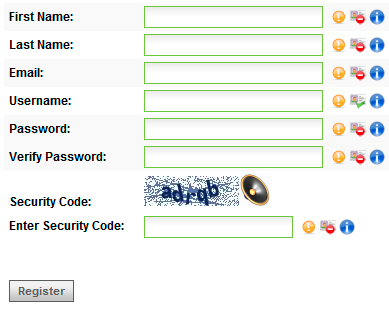 First Name:
Last Name:
Email:
Username:
Password:
Verify Password:
Security Code:
Enter Security Code:
Register